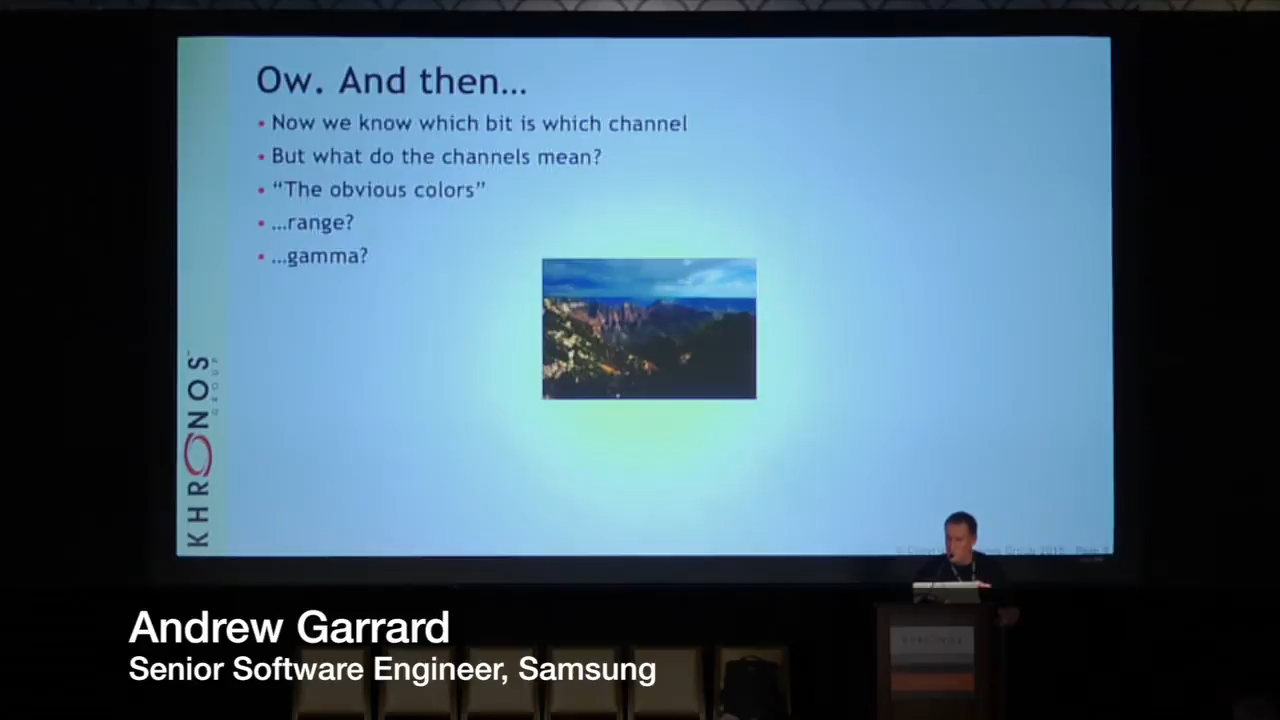 Ow. And then...
• Now we know which bit is which channel
• But what do the channels mean?
• “The obvious colors”
• ...range?
• ...gamma?
KHRONOS
GROUP
Andrew Garrard
Senior Software Engineer, Samsung